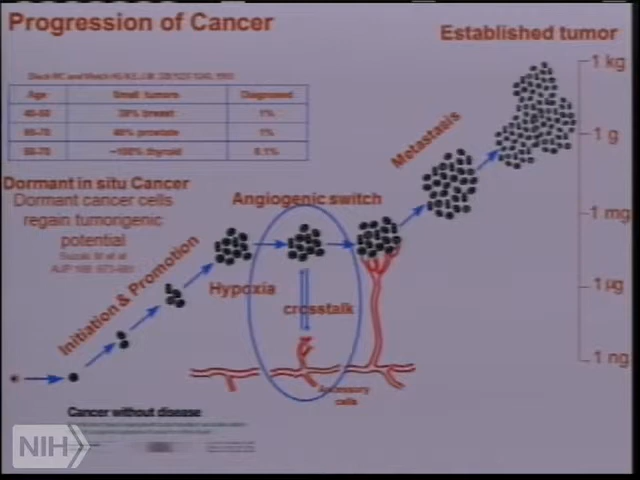 Progression of Cancer
Established tumor
Age Small tumors Diagnosed
40-50 39% breast 1%
50-70 46% prostate 1%
50-70 ~100% thyroid 0.1%
Dormant in situ Cancer
Dormant cancer cells
regain tumorigenic
potential
Initiation & Promotion
Hypoxia
Angiogenic switch
crosstalk
Accessory
cells
Metastasis
1 kg
1 g
1 mg
1 µg
1 ng
Cancer without disease
NIH